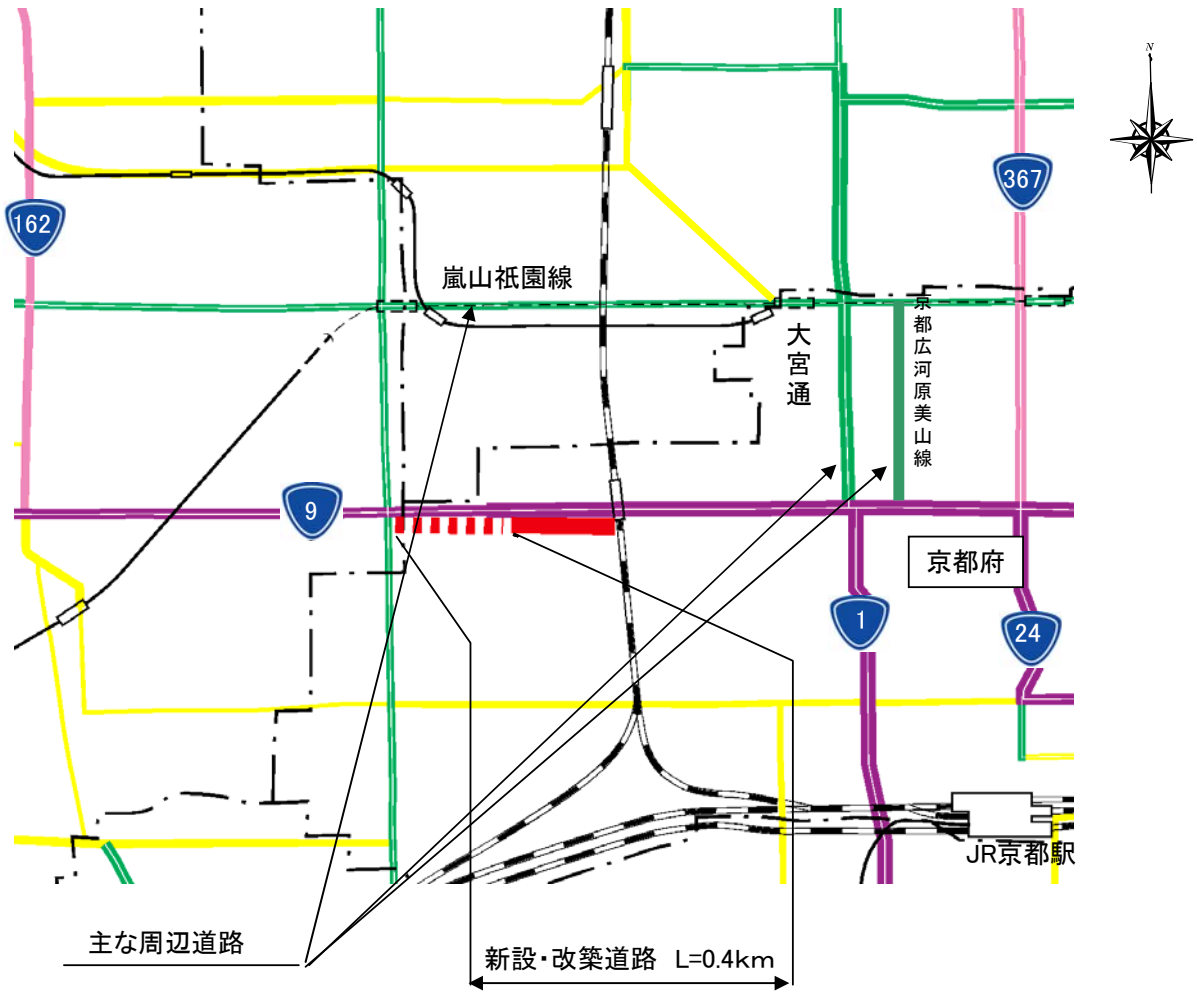 N
367
162
嵐山祇園線
大宮通
京都広河原美山線
9
京都府
1
24
JR京都駅
主な周辺道路
新設・改築道路 L=0.4km